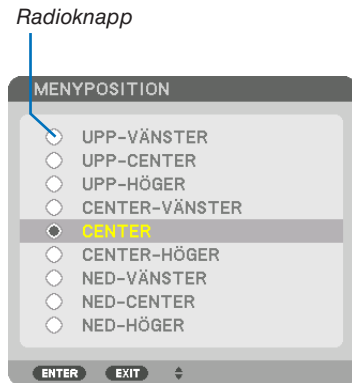 Radioknapp
MENYPOSITION
UPP-VÄNSTER
UPP-CENTER
UPP-HÖGER
CENTER-VÄNSTER
CENTER
CENTER-HÖGER
NED-VÄNSTER
NED-CENTER
NED-HÖGER
ENTER EXIT